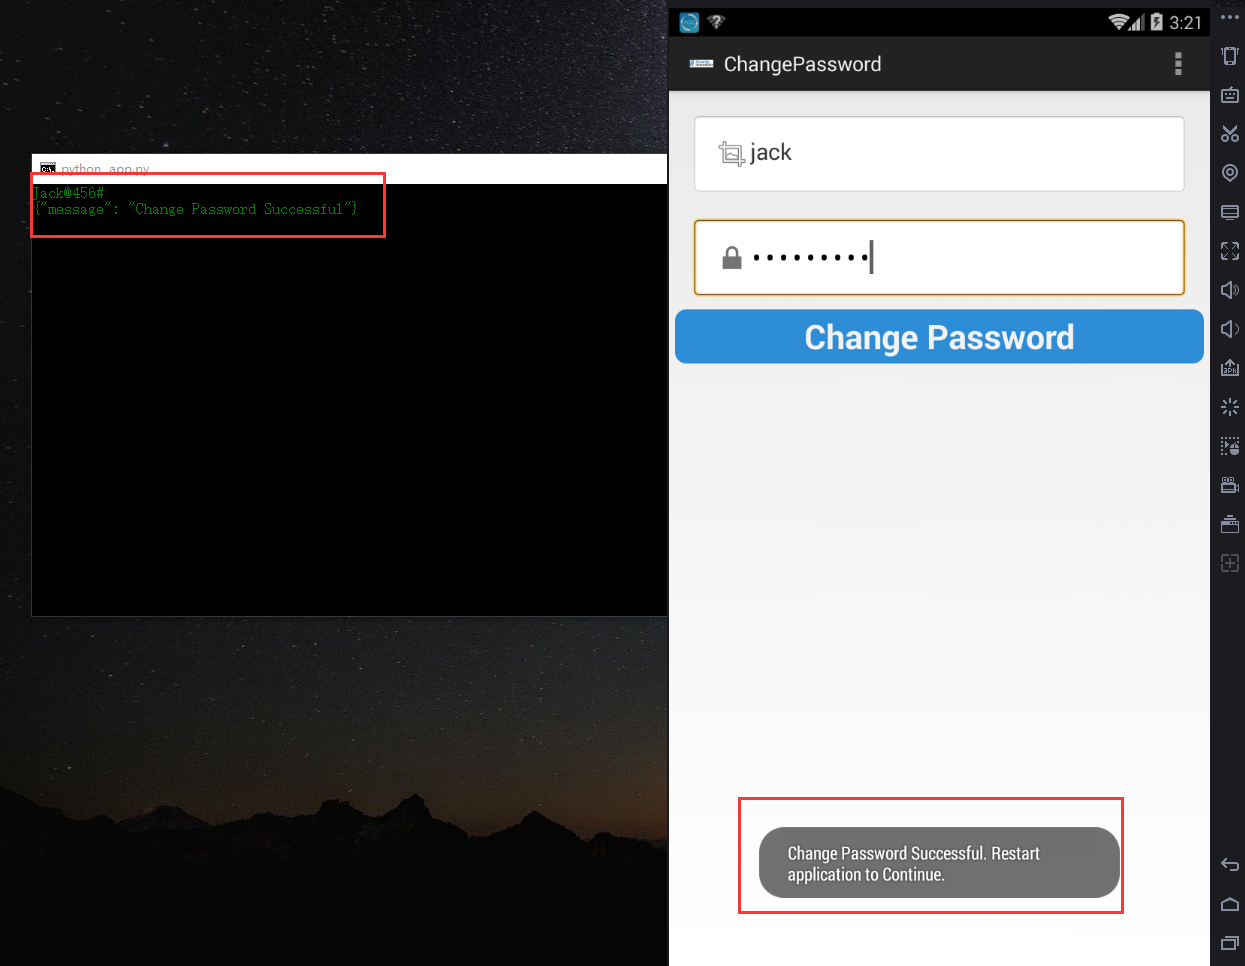 python app.py
Jack@456#
{"message": "Change Password Successful"}
3:21
ChangePassword
jack
•••••••••
Change Password
Change Password Successful. Restart
application to Continue.